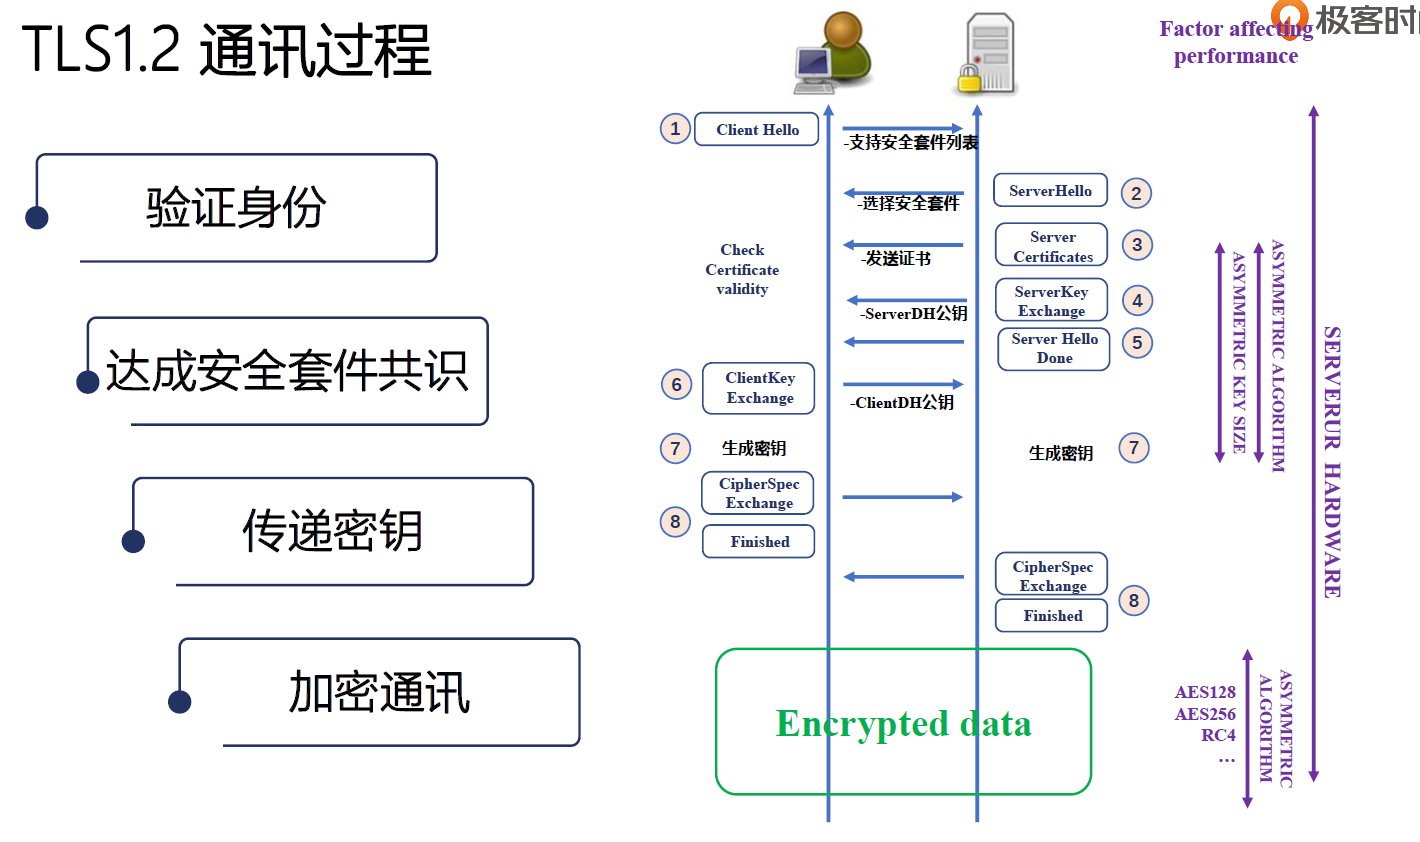 TLS1.2 通讯过程
验证身份
达成安全套件共识
传递密钥
加密通讯
极客时
Factor affecting
performance
1
Client Hello
-支持安全套件列表
ServerHello
2
-选择安全套件
Server
Certificates
3
-发送证书
Check
Certificate
validity
ServerKey
Exchange
4
-ServerDH公钥
Server Hello
Done
5
6
ClientKey
Exchange
-ClientDH公钥
7
生成密钥
生成密钥
7
CipherSpec
Exchange
8
Finished
CipherSpec
Exchange
8
Finished
Encrypted data
ASYMMETRIC KEY SIZE
ASYMMETRIC ALGORITHM
SERVERUR HARDWARE
AES128
AES256
RC4
...
ASYMMETRIC
ALGORITHM